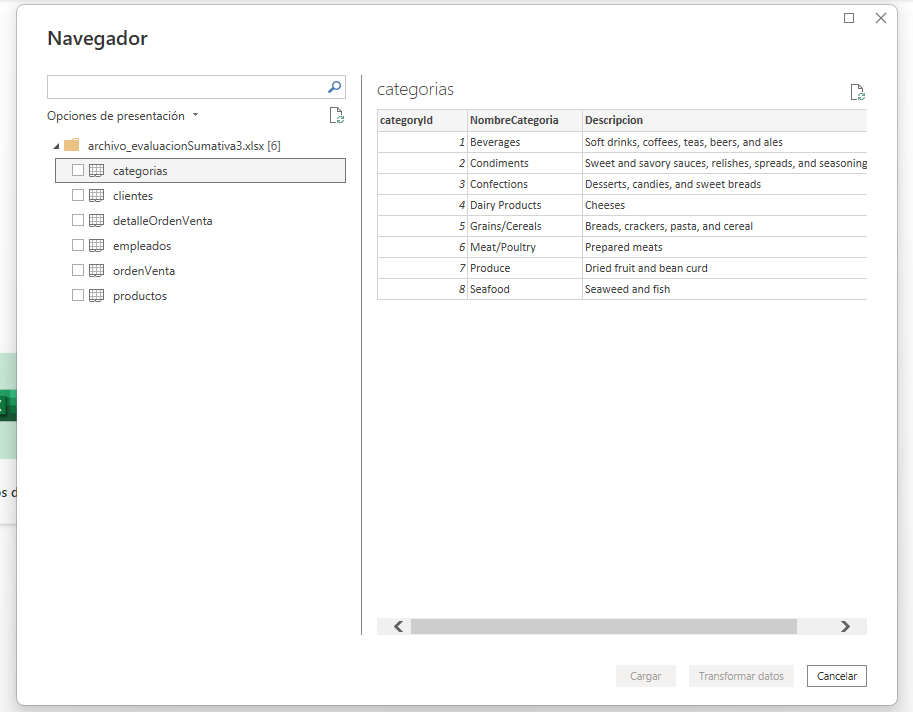 Navegador
Opciones de presentación
archivo_evaluacionSumativa3.xlsx [6]
categorias
clientes
detalleOrdenVenta
empleados
ordenVenta
productos
categorias
categoryId NombreCategoria Descripcion
1 Beverages Soft drinks, coffees, teas, beers, and ales
2 Condiments Sweet and savory sauces, relishes, spreads, and seasoning
3 Confections Desserts, candies, and sweet breads
4 Dairy Products Cheeses
5 Grains/Cereals Breads, crackers, pasta, and cereal
6 Meat/Poultry Prepared meats
7 Produce Dried fruit and bean curd
8 Seafood Seaweed and fish
Cargar Transformar datos Cancelar